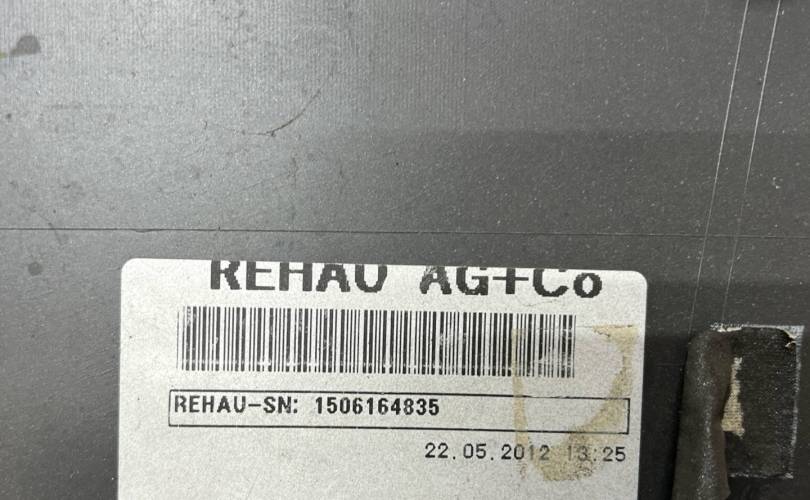 REHAU AG+Co
REHAU-SN: 1506164835
22.05.2012 13:25